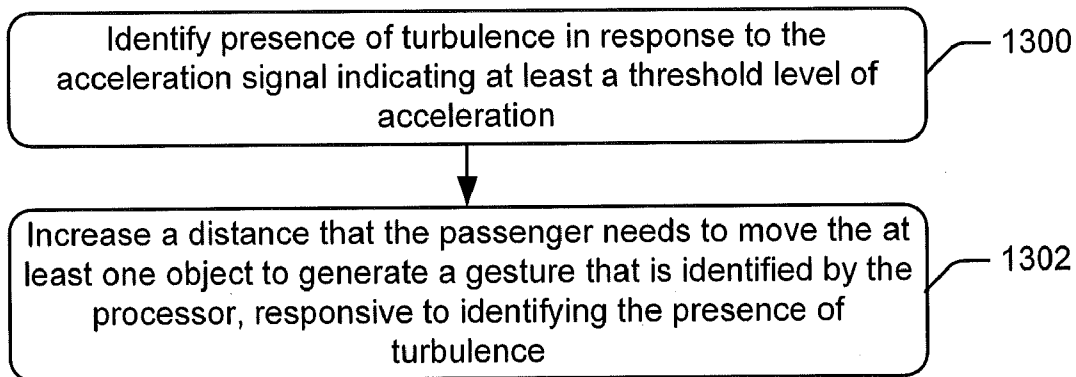 Identify presence of turbulence in response to the
acceleration signal indicating at least a threshold level of
acceleration
1300
Increase a distance that the passenger needs to move the at
least one object to generate a gesture that is identified by the
processor, responsive to identifying the presence of
turbulence
1302